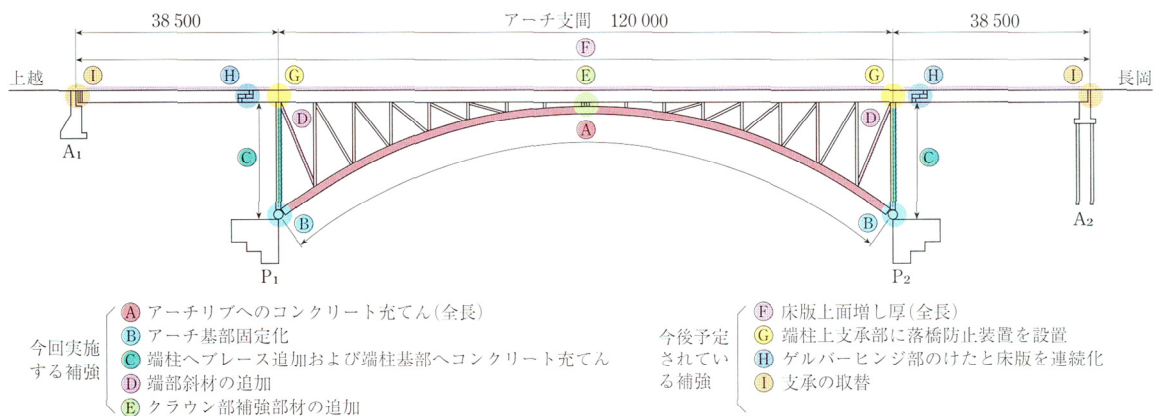 38 500
アーチ支間 120 000
38 500
Ⓕ
上越
Ⓘ
Ⓗ
Ⓖ
Ⓔ
Ⓖ
Ⓗ
Ⓘ
長岡
Ⓓ
Ⓐ
Ⓓ
A₁
Ⓒ
Ⓒ
A₂
Ⓑ
Ⓑ
P₁
P₂
今回実施
する補強
Ⓐ アーチリブへのコンクリート充てん(全長)
Ⓑ アーチ基部固定化
Ⓒ 端柱へブレース追加および端柱基部へコンクリート充てん
Ⓓ 端部斜材の追加
Ⓔ クラウン部補強部材の追加
今後予定
されてい
る補強
Ⓕ 床版上面増し厚(全長)
Ⓖ 端柱上支承部に落橋防止装置を設置
Ⓗ ゲルバーヒンジ部のけたと床版を連続化
Ⓘ 支承の取替